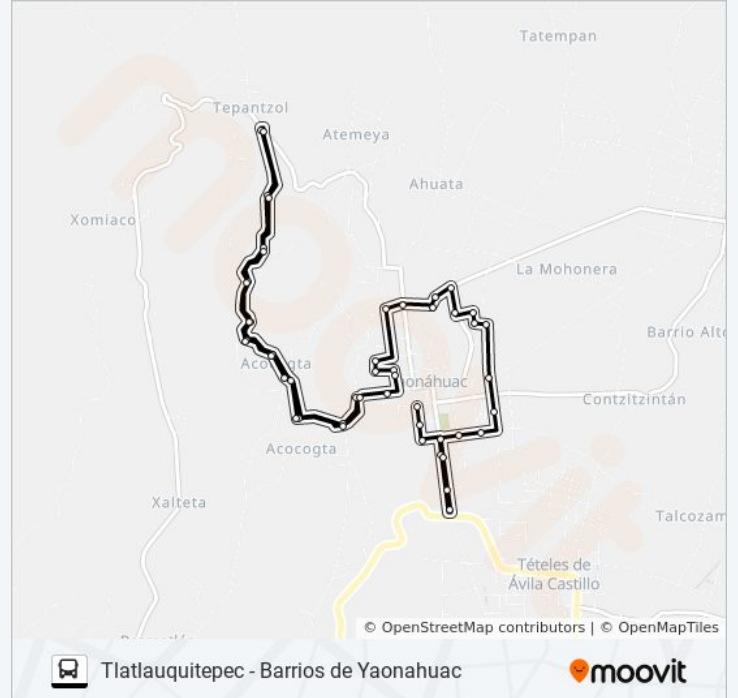 Tatempan
Tepantzol
Atemeya
Ahuata
Xomiaco
La Mohonera
Barrio Alto
Acocogta
onáhuac
Contzitzintán
Acocogta
Xalteta
Talcozam
Tételes de
Ávila Castillo
© OpenStreetMap contributors | © OpenMapTiles
Tlatlauquitepec - Barrios de Yaonahuac
moovit